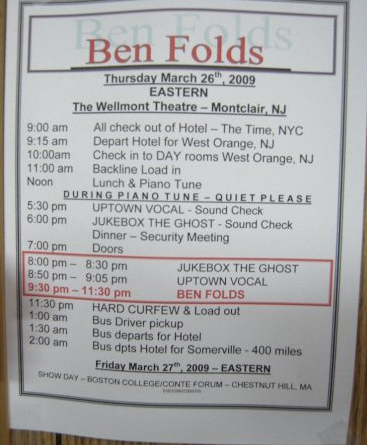 Ben Folds
Thursday March 26th, 2009
EASTERN
The Wellmont Theatre – Montclair, NJ
9:00 am All check out of Hotel – The Time, NYC
9:15 am Depart Hotel for West Orange, NJ
10:00am Check in to DAY rooms West Orange, NJ
11:00 am Backline Load in
Noon Lunch & Piano Tune
DURING PIANO TUNE – QUIET PLEASE
5:30 pm UPTOWN VOCAL - Sound Check
6:00 pm JUKEBOX THE GHOST - Sound Check
Dinner – Security Meeting
7:00 pm Doors
8:00 pm – 8:30 pm JUKEBOX THE GHOST
8:50 pm – 9:05 pm UPTOWN VOCAL
9:30 pm – 11:30 pm BEN FOLDS
11:30 pm HARD CURFEW & Load out
1:00 am Bus Driver pickup
1:30 am Bus departs for Hotel
2:00 am Bus dpts Hotel for Somerville - 400 miles
Friday March 27th, 2009 – EASTERN
SHOW DAY – BOSTON COLLEGE/CONTE FORUM – CHESTNUT HILL, MA